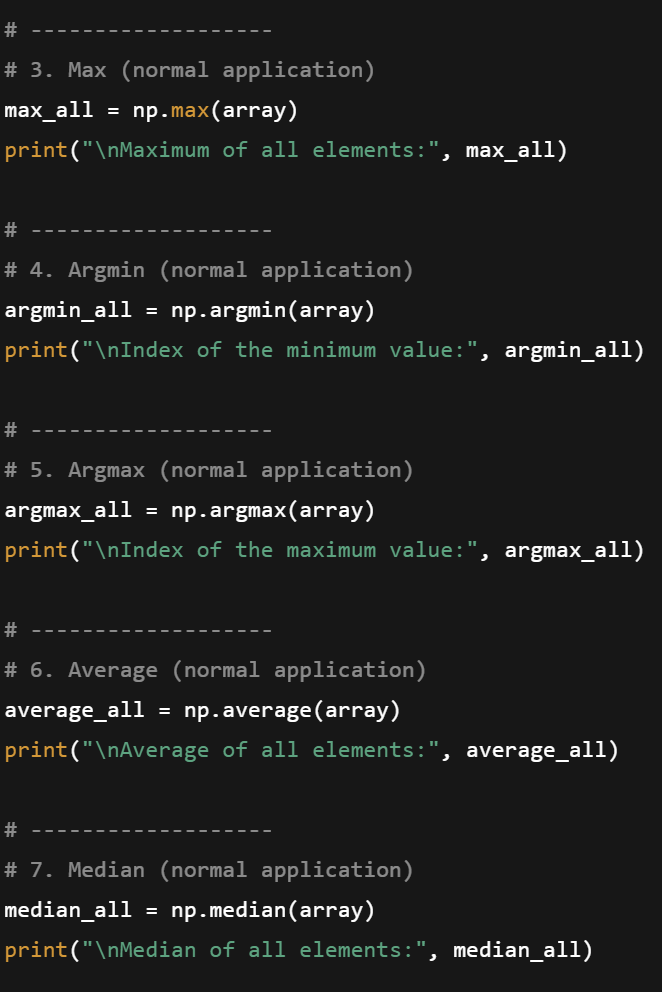 # -------------------
# 3. Max (normal application)
max_all = np.max(array)
print("\nMaximum of all elements:", max_all)
# -------------------
# 4. Argmin (normal application)
argmin_all = np.argmin(array)
print("\nIndex of the minimum value:", argmin_all)
# -------------------
# 5. Argmax (normal application)
argmax_all = np.argmax(array)
print("\nIndex of the maximum value:", argmax_all)
# -------------------
# 6. Average (normal application)
average_all = np.average(array)
print("\nAverage of all elements:", average_all)
# -------------------
# 7. Median (normal application)
median_all = np.median(array)
print("\nMedian of all elements:", median_all)